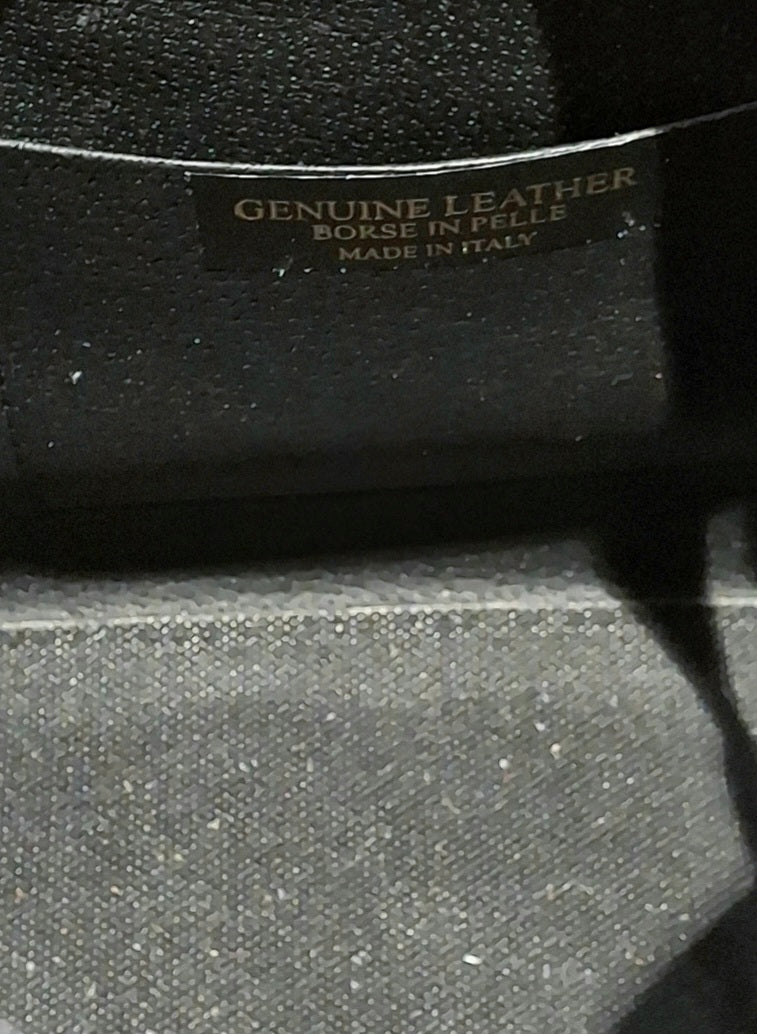 GENUINE LEATHER
BORSE IN PELLE
MADE IN ITALY